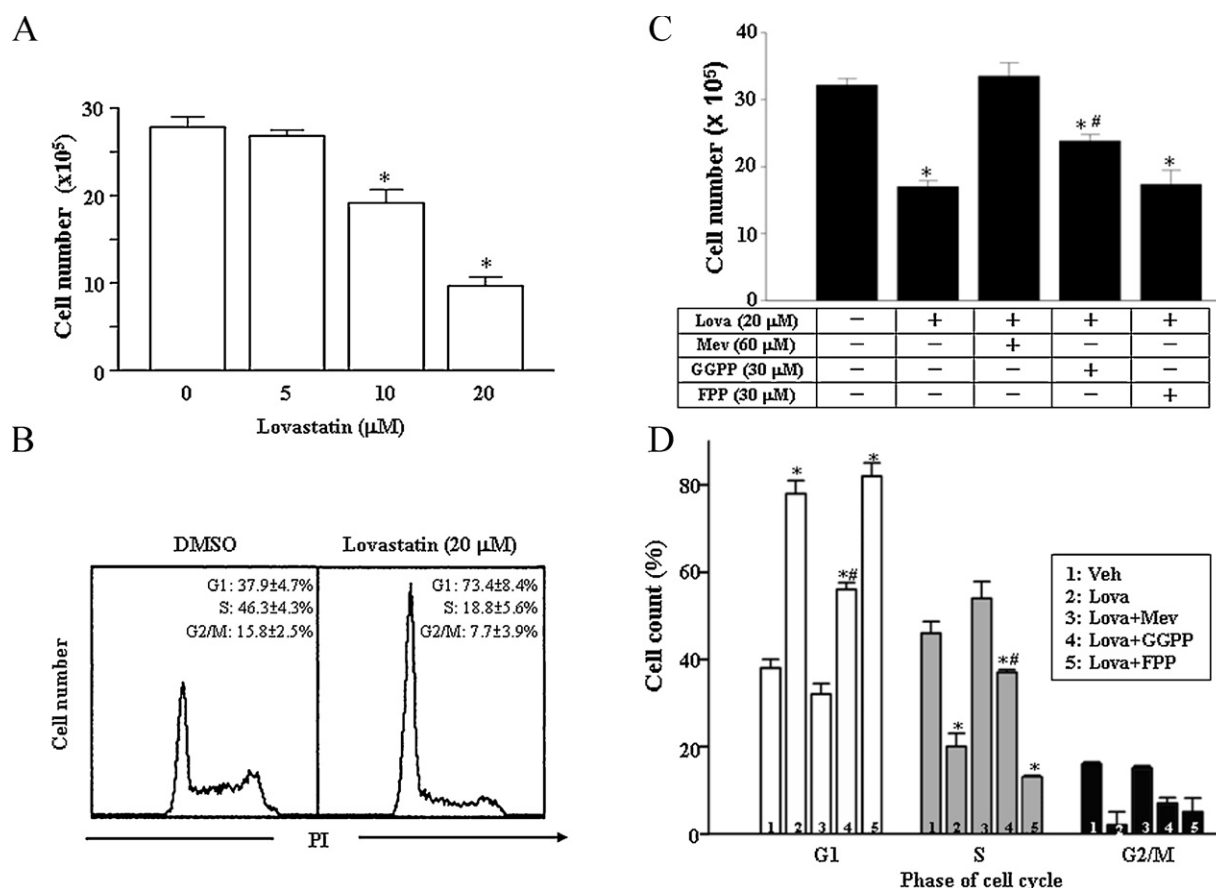 A
30
20
10
0
Cell number (x10⁵)
*
*
0 5 10 20
Lovastatin (μM)
B
DMSO Lovastatin (20 μM)
G1: 37.9±4.7%
S: 46.3±4.3%
G2/M: 15.8±2.5%
G1: 73.4±8.4%
S: 18.8±5.6%
G2/M: 7.7±3.9%
Cell number
PI
C
40
30
20
10
0
Cell number (x 10⁵)
*
*#
*
Lova (20 μM) − + + + +
Mev (60 μM) − − + − −
GGPP (30 μM) − − − + −
FPP (30 μM) − − − − +
D
80
60
40
20
0
Cell count (%)
*
*#
*
*
*#
*
1: Veh
2: Lova
3: Lova+Mev
4: Lova+GGPP
5: Lova+FPP
1 2 3 4 5 1 2 3 4 5 1 2 3 4 5
G1 S G2/M
Phase of cell cycle